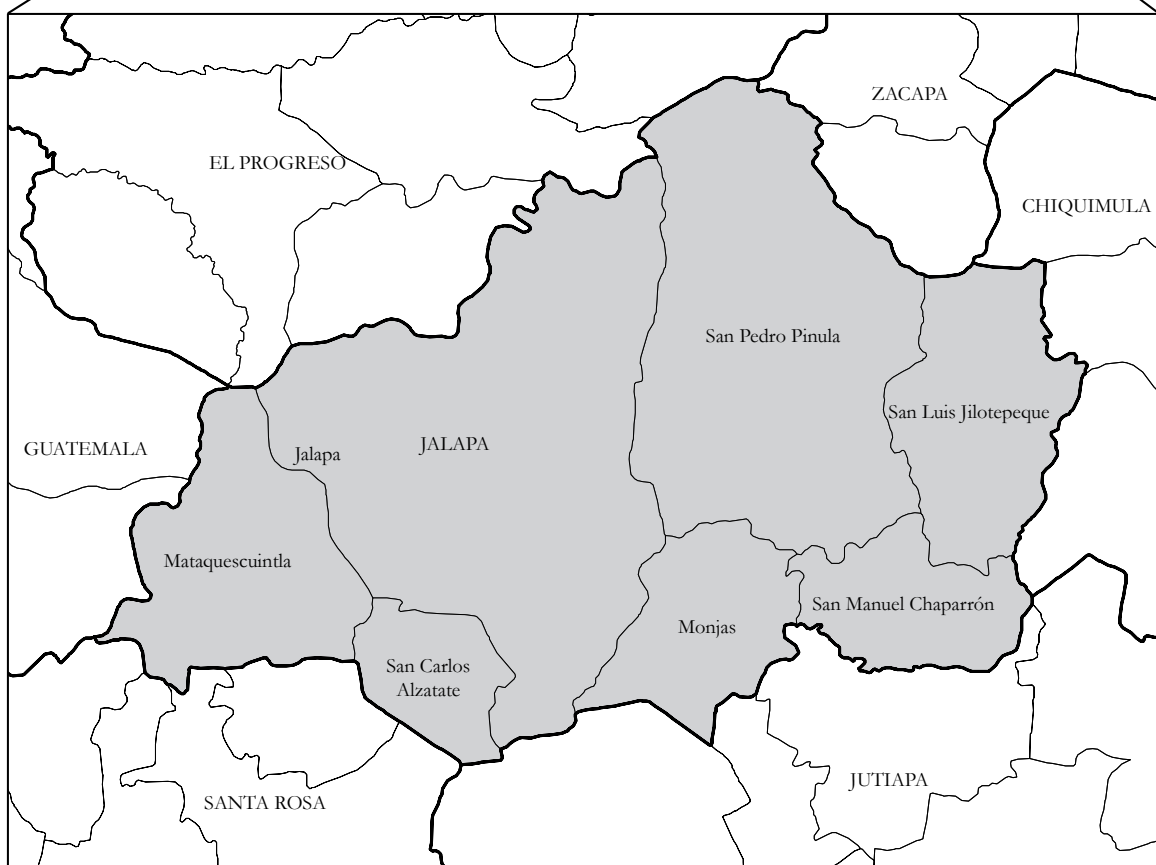 ZACAPA
EL PROGRESO
CHIQUIMULA
San Pedro Pinula
San Luis Jilotepeque
GUATEMALA
Jalapa
JALAPA
Mataquescuintla
San Manuel Chaparrón
Monjas
San Carlos
Alzatate
JUTIAPA
SANTA ROSA